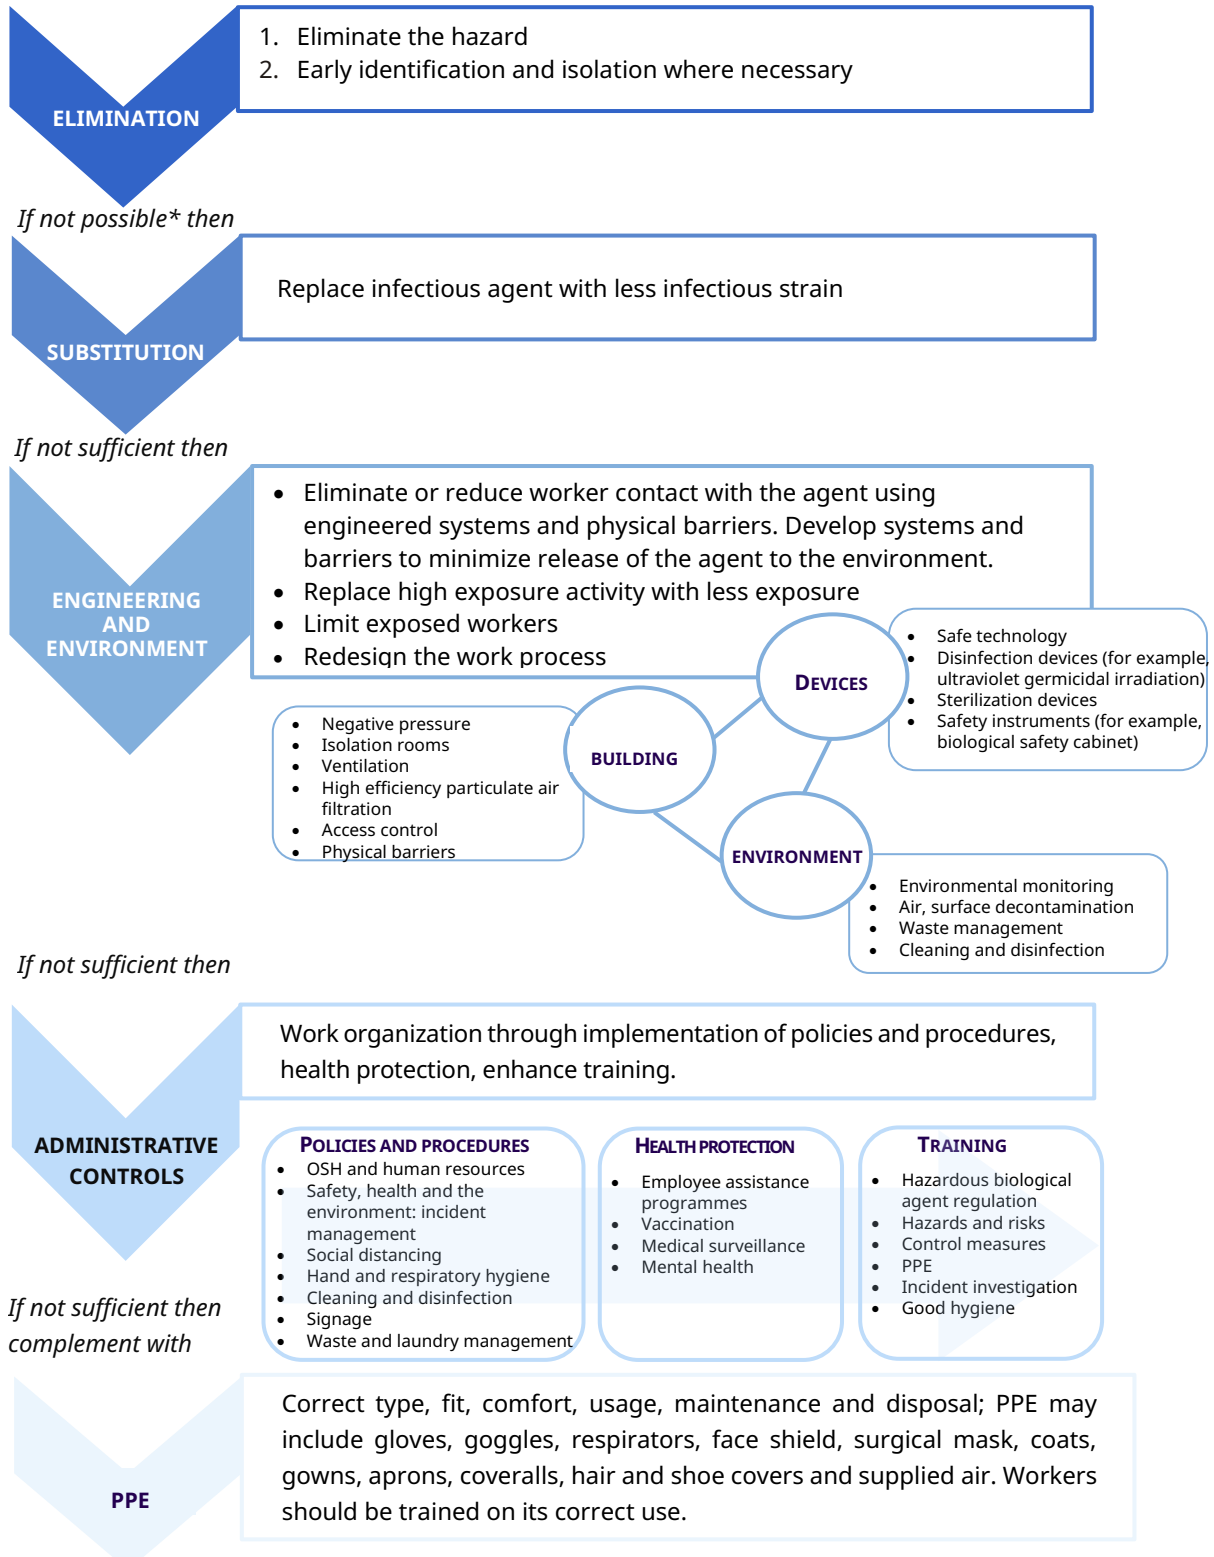 1. Eliminate the hazard
2. Early identification and isolation where necessary
ELIMINATION
If not possible* then
Replace infectious agent with less infectious strain
SUBSTITUTION
If not sufficient then
• Eliminate or reduce worker contact with the agent using
engineered systems and physical barriers. Develop systems and
barriers to minimize release of the agent to the environment.
• Replace high exposure activity with less exposure
• Limit exposed workers
• Redesign the work process
ENGINEERING
AND
ENVIRONMENT
DEVICES
• Safe technology
• Disinfection devices (for example,
ultraviolet germicidal irradiation)
• Sterilization devices
• Safety instruments (for example,
biological safety cabinet)
BUILDING
• Negative pressure
• Isolation rooms
• Ventilation
• High efficiency particulate air
filtration
• Access control
• Physical barriers
ENVIRONMENT
• Environmental monitoring
• Air, surface decontamination
• Waste management
• Cleaning and disinfection
If not sufficient then
Work organization through implementation of policies and procedures,
health protection, enhance training.
ADMINISTRATIVE
CONTROLS
POLICIES AND PROCEDURES
• OSH and human resources
• Safety, health and the
environment: incident
management
• Social distancing
• Hand and respiratory hygiene
• Cleaning and disinfection
• Signage
• Waste and laundry management
HEALTH PROTECTION
• Employee assistance
programmes
• Vaccination
• Medical surveillance
• Mental health
TRAINING
• Hazardous biological
agent regulation
• Hazards and risks
• Control measures
• PPE
• Incident investigation
• Good hygiene
If not sufficient then
complement with
Correct type, fit, comfort, usage, maintenance and disposal; PPE may
include gloves, goggles, respirators, face shield, surgical mask, coats,
gowns, aprons, coveralls, hair and shoe covers and supplied air. Workers
should be trained on its correct use.
PPE